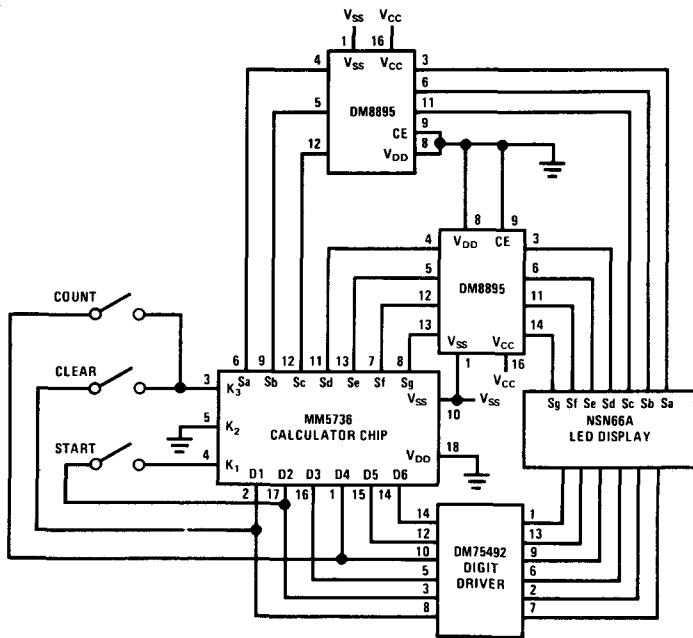 VSS VCC
1 16
4 VSS VCC 3
6
5 DM8895 11
CE 9
12 VDD 8
8 9
4 VDD CE 3
5 6
DM8895
12 11
13 14
VSS VCC
1 16
VCC
COUNT
CLEAR
START
6 9 12 11 13 7 8
Sa Sb Sc Sd Se Sf Sg
3 K3 VSS
10 VSS
5 K2 MM5736
CALCULATOR CHIP
4 K1 VDD 18
D1 D2 D3 D4 D5 D6
2 17 16 1 15 14
Sg Sf Se Sd Sc Sb Sa
NSN66A
LED DISPLAY
14 1
12 13
10 DM75492 9
5 DIGIT 6
3 DRIVER 2
8 7